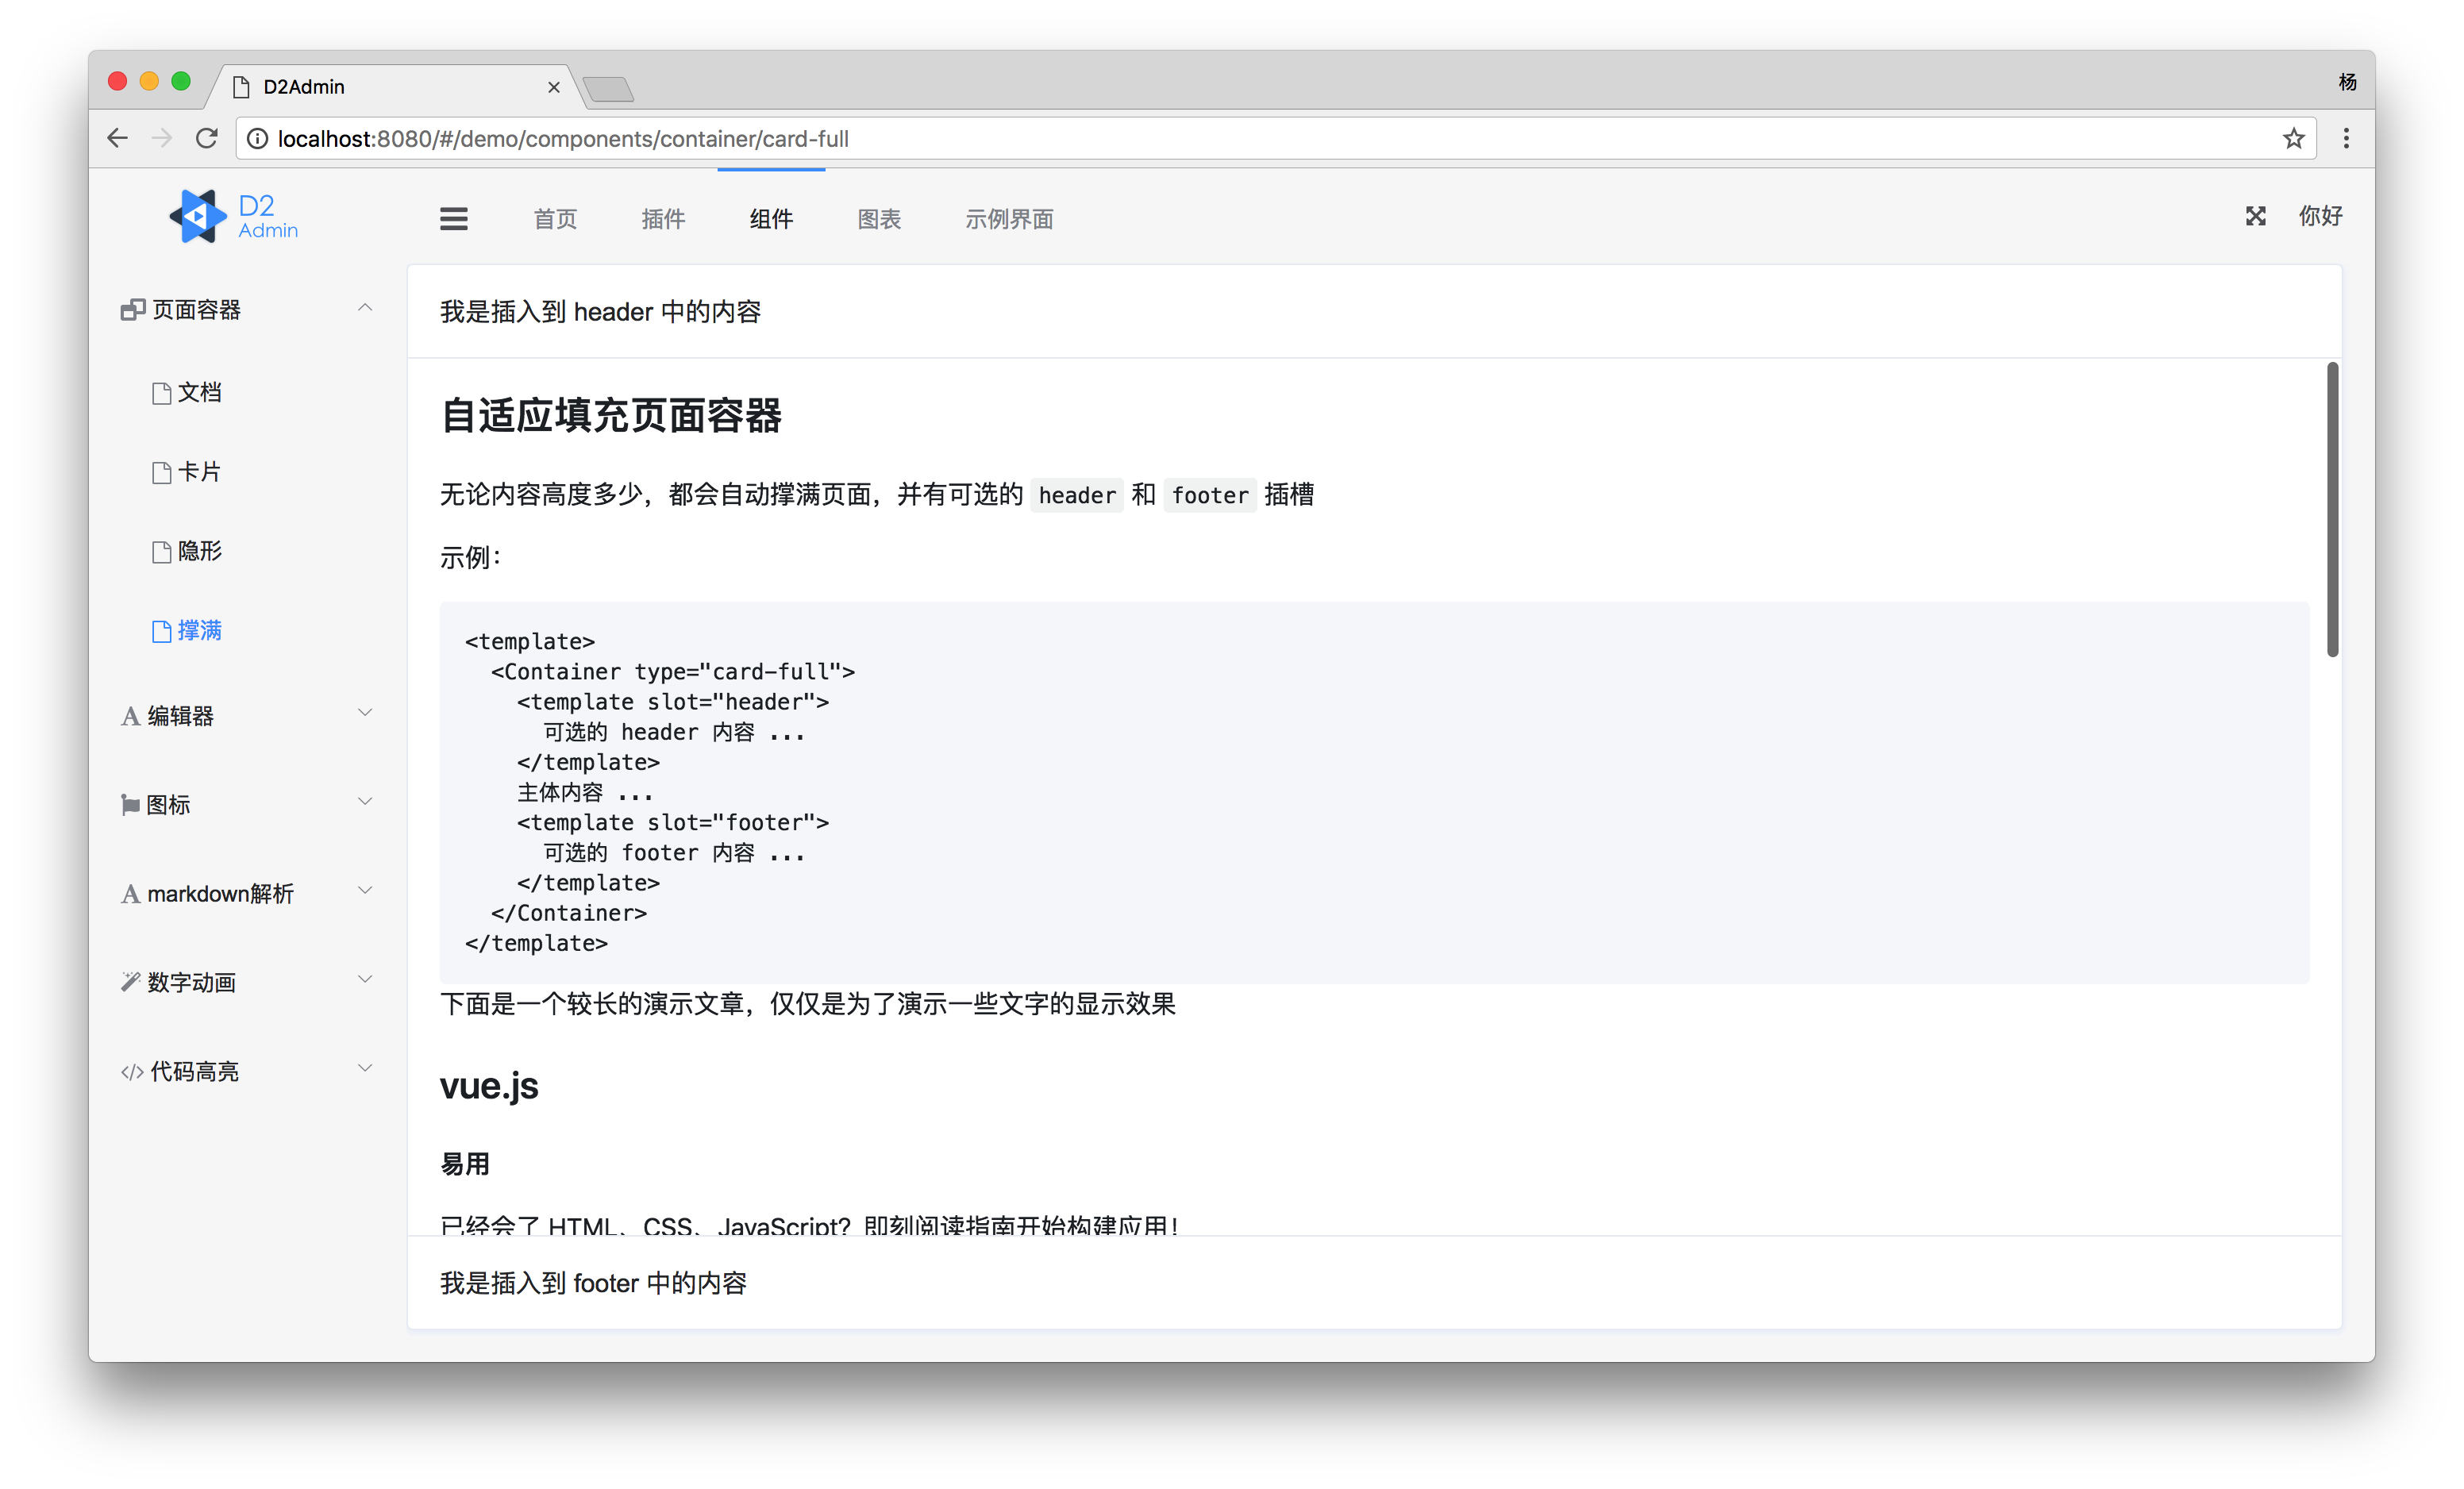 D2Admin
杨
localhost:8080/#/demo/components/container/card-full
D2
Admin
首页 插件 组件 图表 示例界面 你好
页面容器
文档
卡片
隐形
撑满
编辑器
图标
markdown解析
数字动画
代码高亮
我是插入到 header 中的内容
自适应填充页面容器
无论内容高度多少，都会自动撑满页面，并有可选的 header 和 footer 插槽
示例：
<template>
  <Container type="card-full">
    <template slot="header">
      可选的 header 内容 ...
    </template>
    主体内容 ...
    <template slot="footer">
      可选的 footer 内容 ...
    </template>
  </Container>
</template>
下面是一个较长的演示文章，仅仅是为了演示一些文字的显示效果
vue.js
易用
已经会了 HTML、CSS、JavaScript？即刻阅读指南开始构建应用！
我是插入到 footer 中的内容